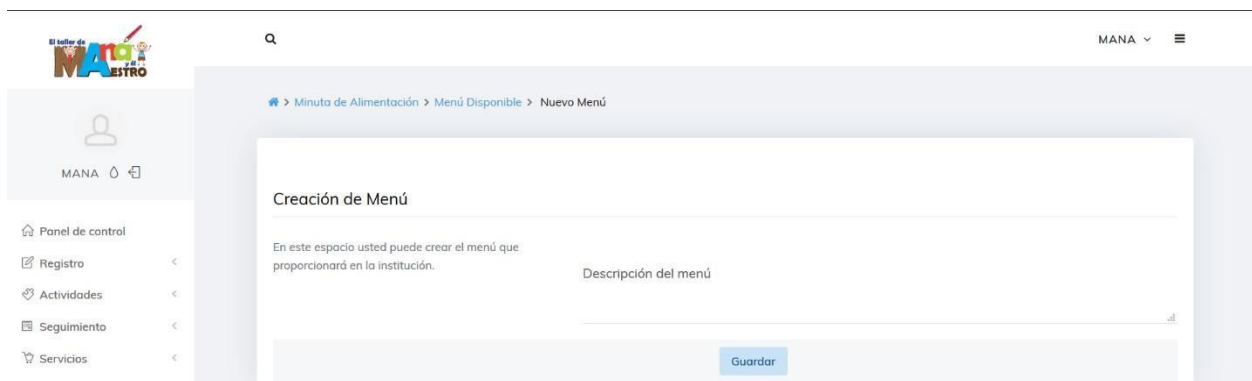 El taller de
Maná
y el
MAESTRO
MANA
Minuta de Alimentación > Menú Disponible > Nuevo Menú
MANA
Creación de Menú
Panel de control
En este espacio usted puede crear el menú que
proporcionará en la institución.
Descripción del menú
Registro
Actividades
Seguimiento
Servicios
Guardar